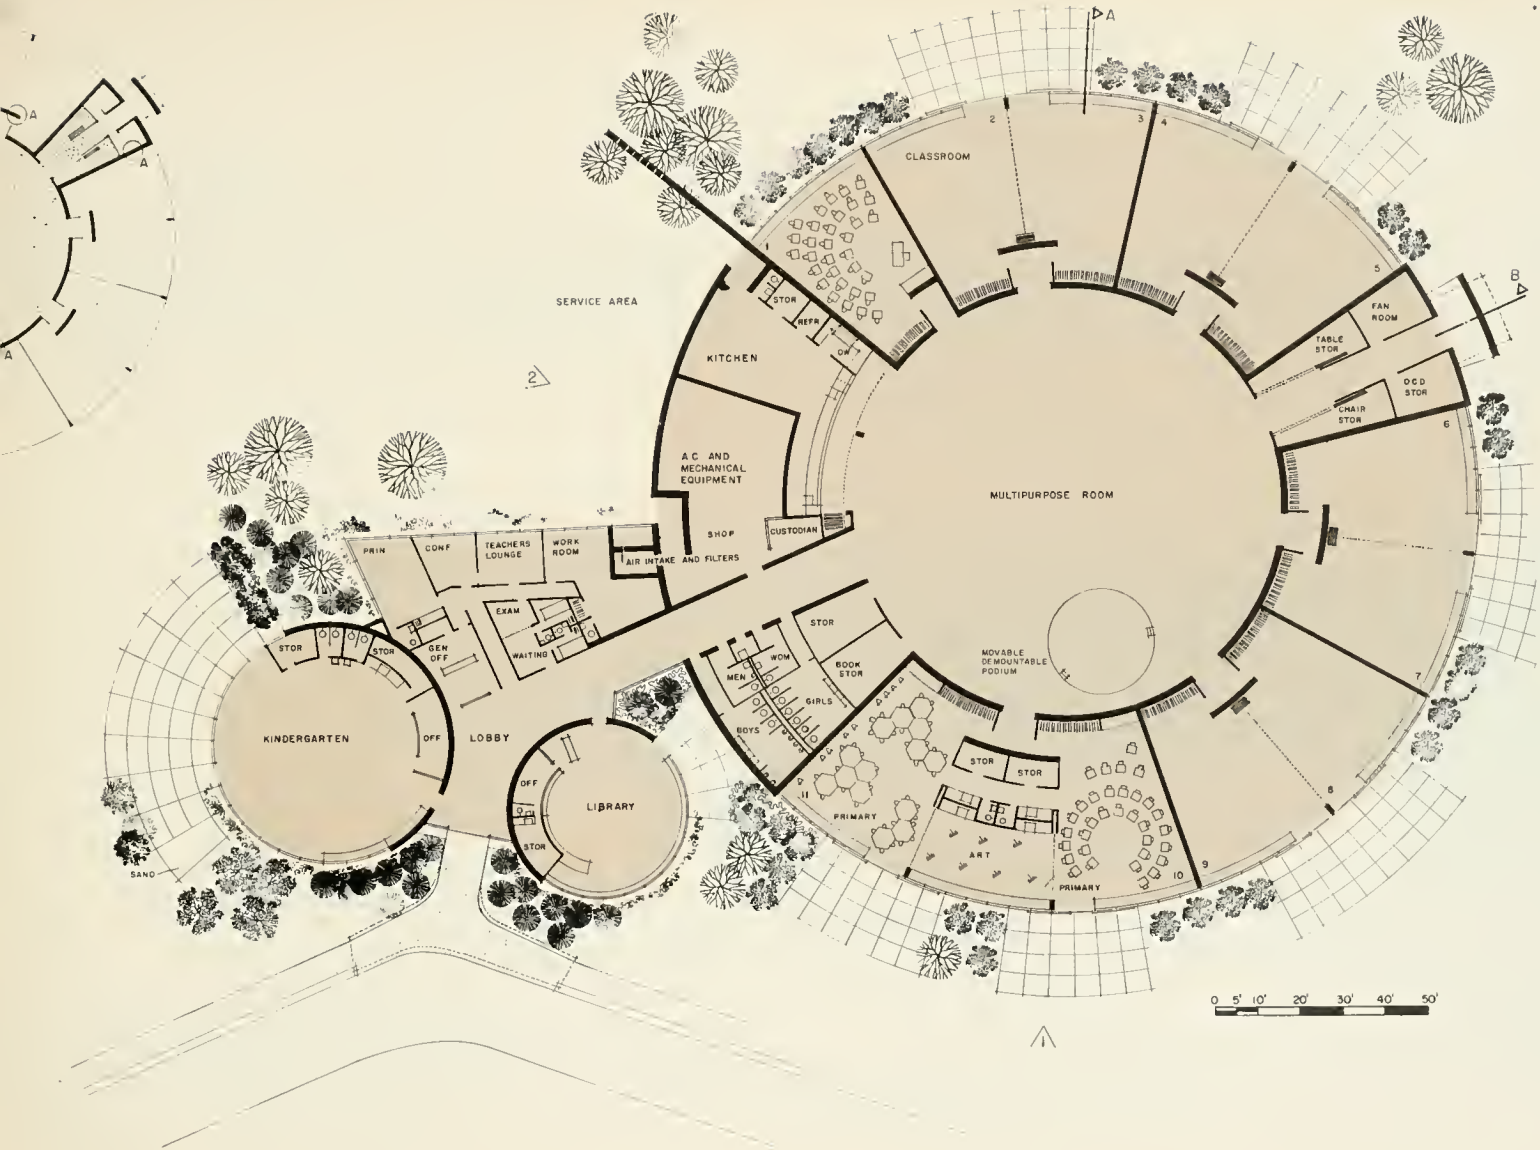 A
A
A
A
2
3
4
CLASSROOM
1
5
B
SERVICE AREA
STOR
REFR
DW
FAN
ROOM
TABLE
STOR
KITCHEN
2
DCD
STOR
CHAIR
STOR
6
A C AND
MECHANICAL
EQUIPMENT
MULTIPURPOSE ROOM
SHOP
CUSTODIAN
PRIN
CONF
TEACHERS
LOUNGE
WORK
ROOM
AIR INTAKE AND FILTERS
EXAM
STOR
STOR
STOR
GEN
OFF
WAITING
MEN
WOM
BOOK
STOR
MOVABLE
DEMOUNTABLE
PODIUM
7
GIRLS
BOYS
KINDERGARTEN
OFF
LOBBY
STOR
STOR
OFF
LIBRARY
11
PRIMARY
8
STOR
ART
PRIMARY
10
9
SAND
0 5' 10' 20' 30' 40' 50'
1